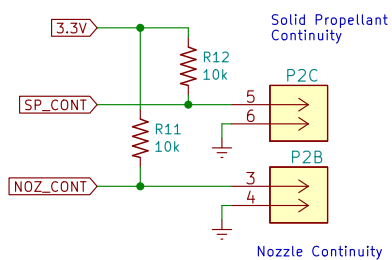 Solid Propellant
Continuity
3.3V
R12
10k
P2C
SP_CONT
5
6
R11
10k
P2B
NOZ_CONT
3
4
Nozzle Continuity